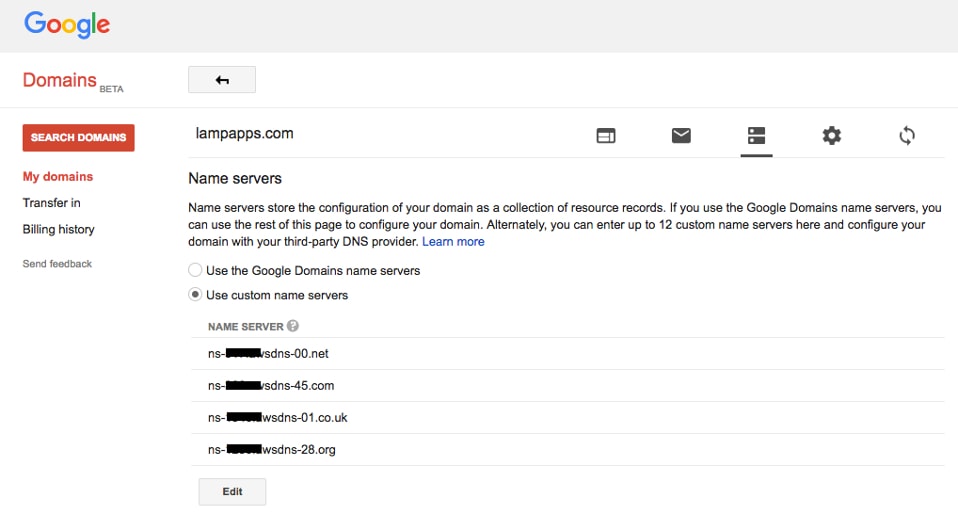 Google
Domains BETA
SEARCH DOMAINS
My domains
Transfer in
Billing history
Send feedback
lampapps.com
Name servers
Name servers store the configuration of your domain as a collection of resource records. If you use the Google Domains name servers, you
can use the rest of this page to configure your domain. Alternately, you can enter up to 12 custom name servers here and configure your
domain with your third-party DNS provider. Learn more
Use the Google Domains name servers
Use custom name servers
NAME SERVER ?
ns- wsdns-00.net
ns- wsdns-45.com
ns- wsdns-01.co.uk
ns- wsdns-28.org
Edit